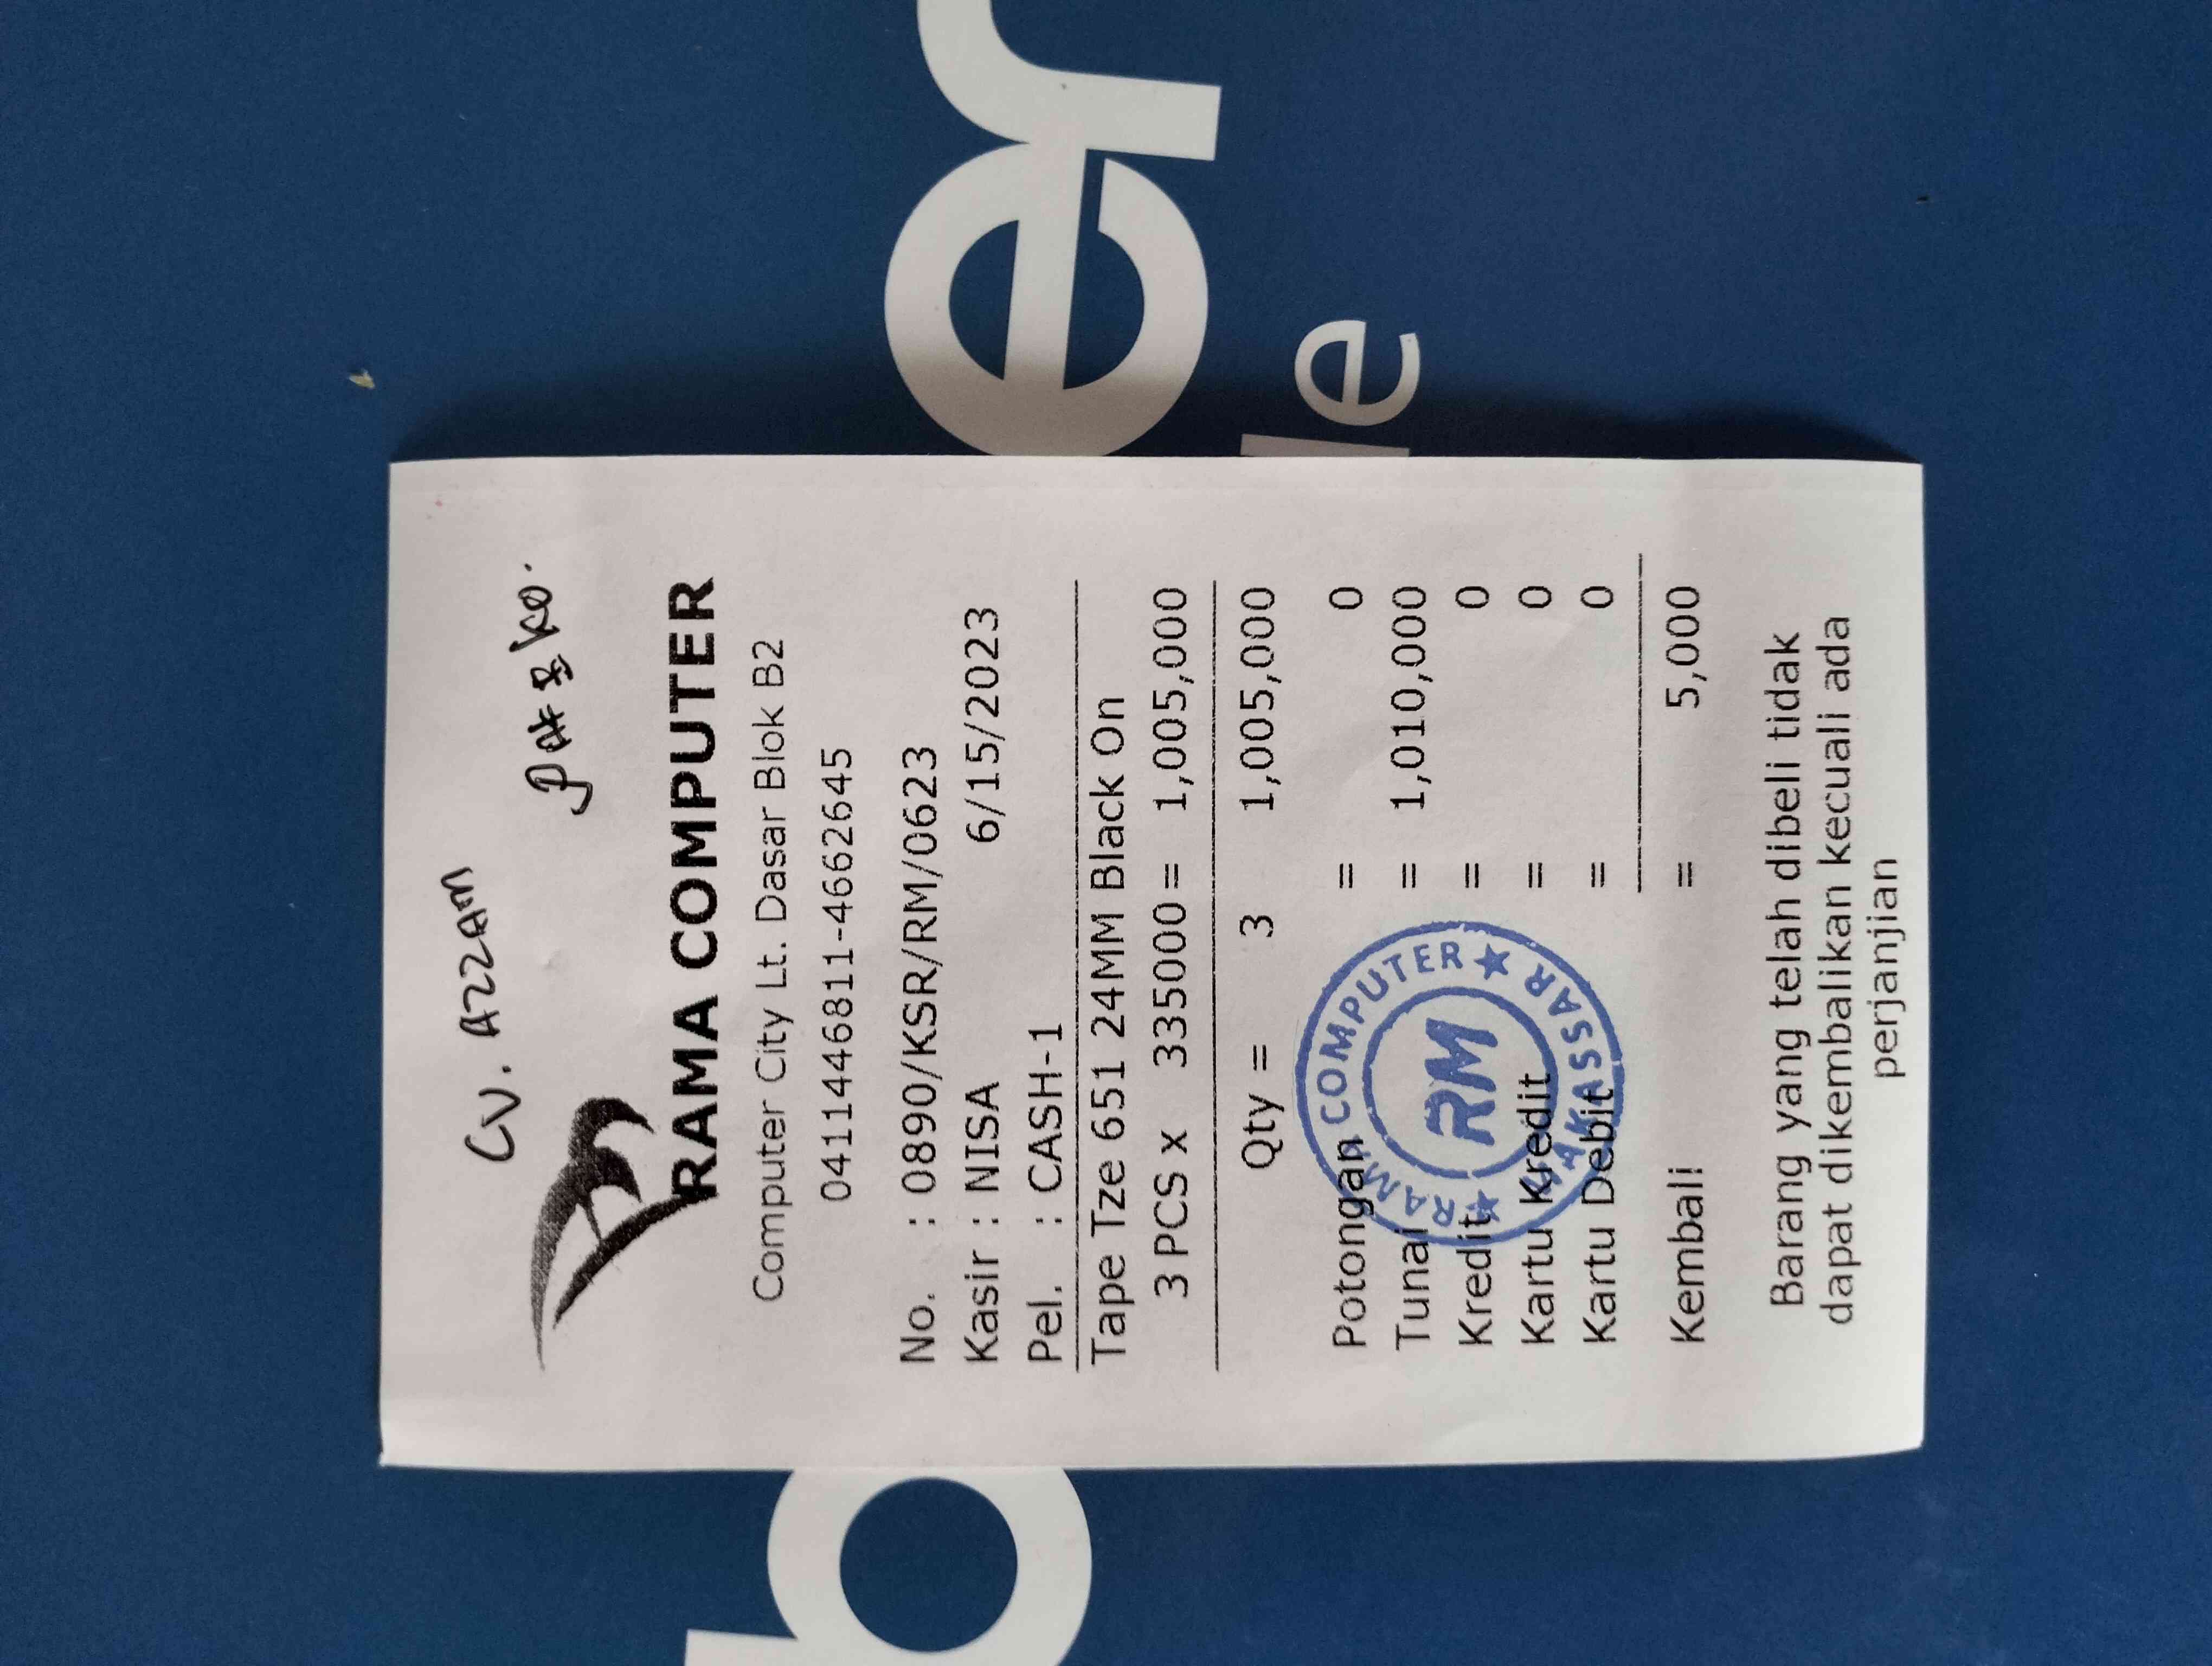 CV. AZZAM
RAMA COMPUTER
Computer City Lt. Dasar Blok B2
0411446811-4662645
No. : 0890/KSR/RM/0623
Kasir : NISA 6/15/2023
Pel. : CASH-1
Tape Tze 651 24MM Black On
3 PCS x 335000 = 1,005,000
Qty = 3 1,005,000
Potongan = 0
Tunai = 1,010,000
Kredit = 0
Kartu Kredit = 0
Kartu Debit = 0
Kembali = 5,000
RAMA COMPUTER
RM
MAKASSAR
Barang yang telah dibeli tidak
dapat dikembalikan kecuali ada
perjanjian